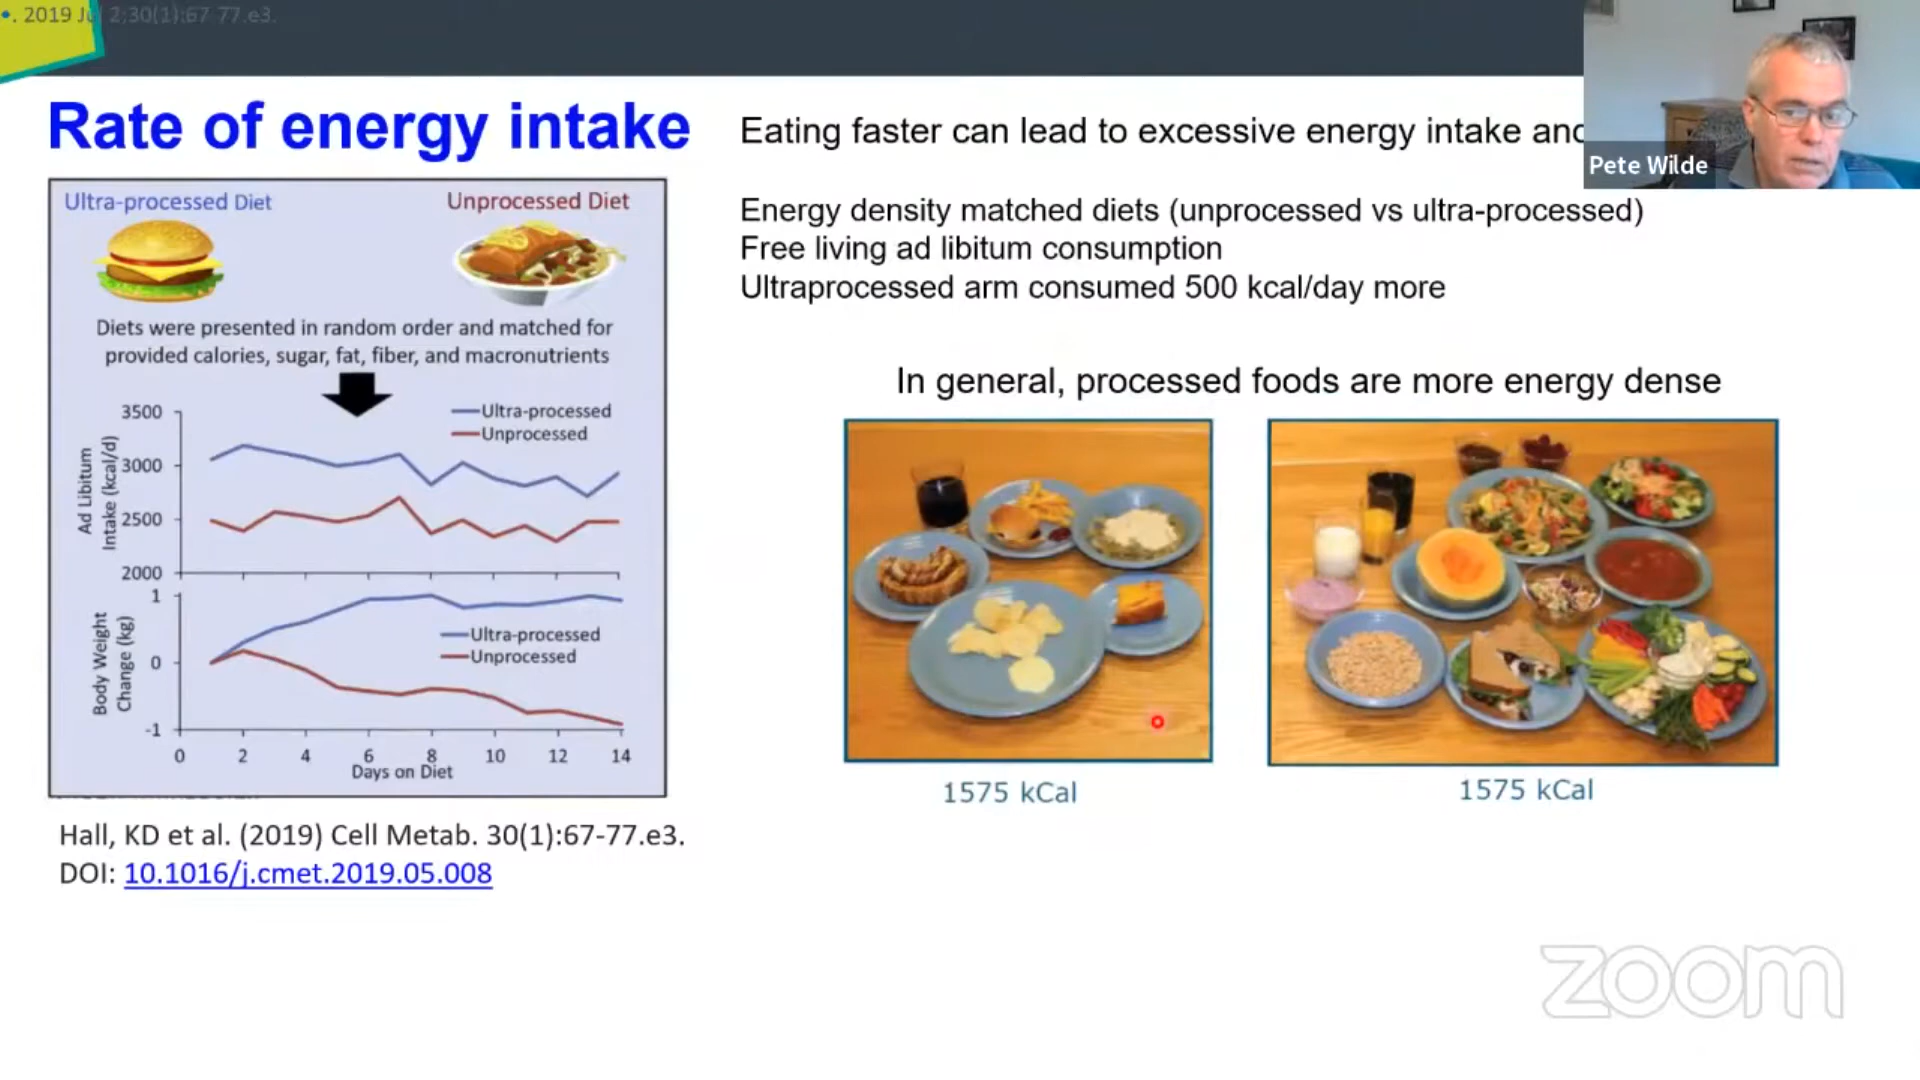 . 2019 Jul 2;30(1):67-77.e3.
Rate of energy intake
Eating faster can lead to excessive energy intake and
Pete Wilde
Energy density matched diets (unprocessed vs ultra-processed)
Free living ad libitum consumption
Ultraprocessed arm consumed 500 kcal/day more
Ultra-processed Diet
Unprocessed Diet
Diets were presented in random order and matched for
provided calories, sugar, fat, fiber, and macronutrients
Ad Libitum
Intake (kcal/d)
3500
3000
2500
2000
Ultra-processed
Unprocessed
Body Weight
Change (kg)
1
0
-1
Ultra-processed
Unprocessed
0 2 4 6 8 10 12 14
Days on Diet
In general, processed foods are more energy dense
1575 kCal
1575 kCal
Hall, KD et al. (2019) Cell Metab. 30(1):67-77.e3.
DOI: 10.1016/j.cmet.2019.05.008
zoom